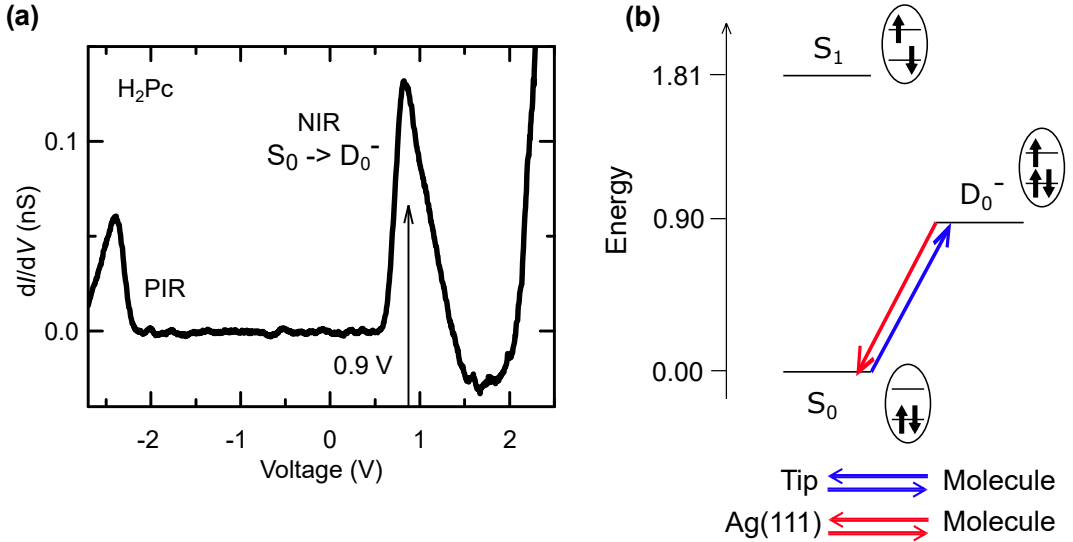 (a)
H₂Pc
NIR
S₀ -> D₀⁻
PIR
0.9 V
0.1
0.0
dI/dV (nS)
-2
-1
0
1
2
Voltage (V)
(b)
Energy
1.81
0.90
0.00
S₁
D₀⁻
S₀
Tip Molecule
Ag(111) Molecule